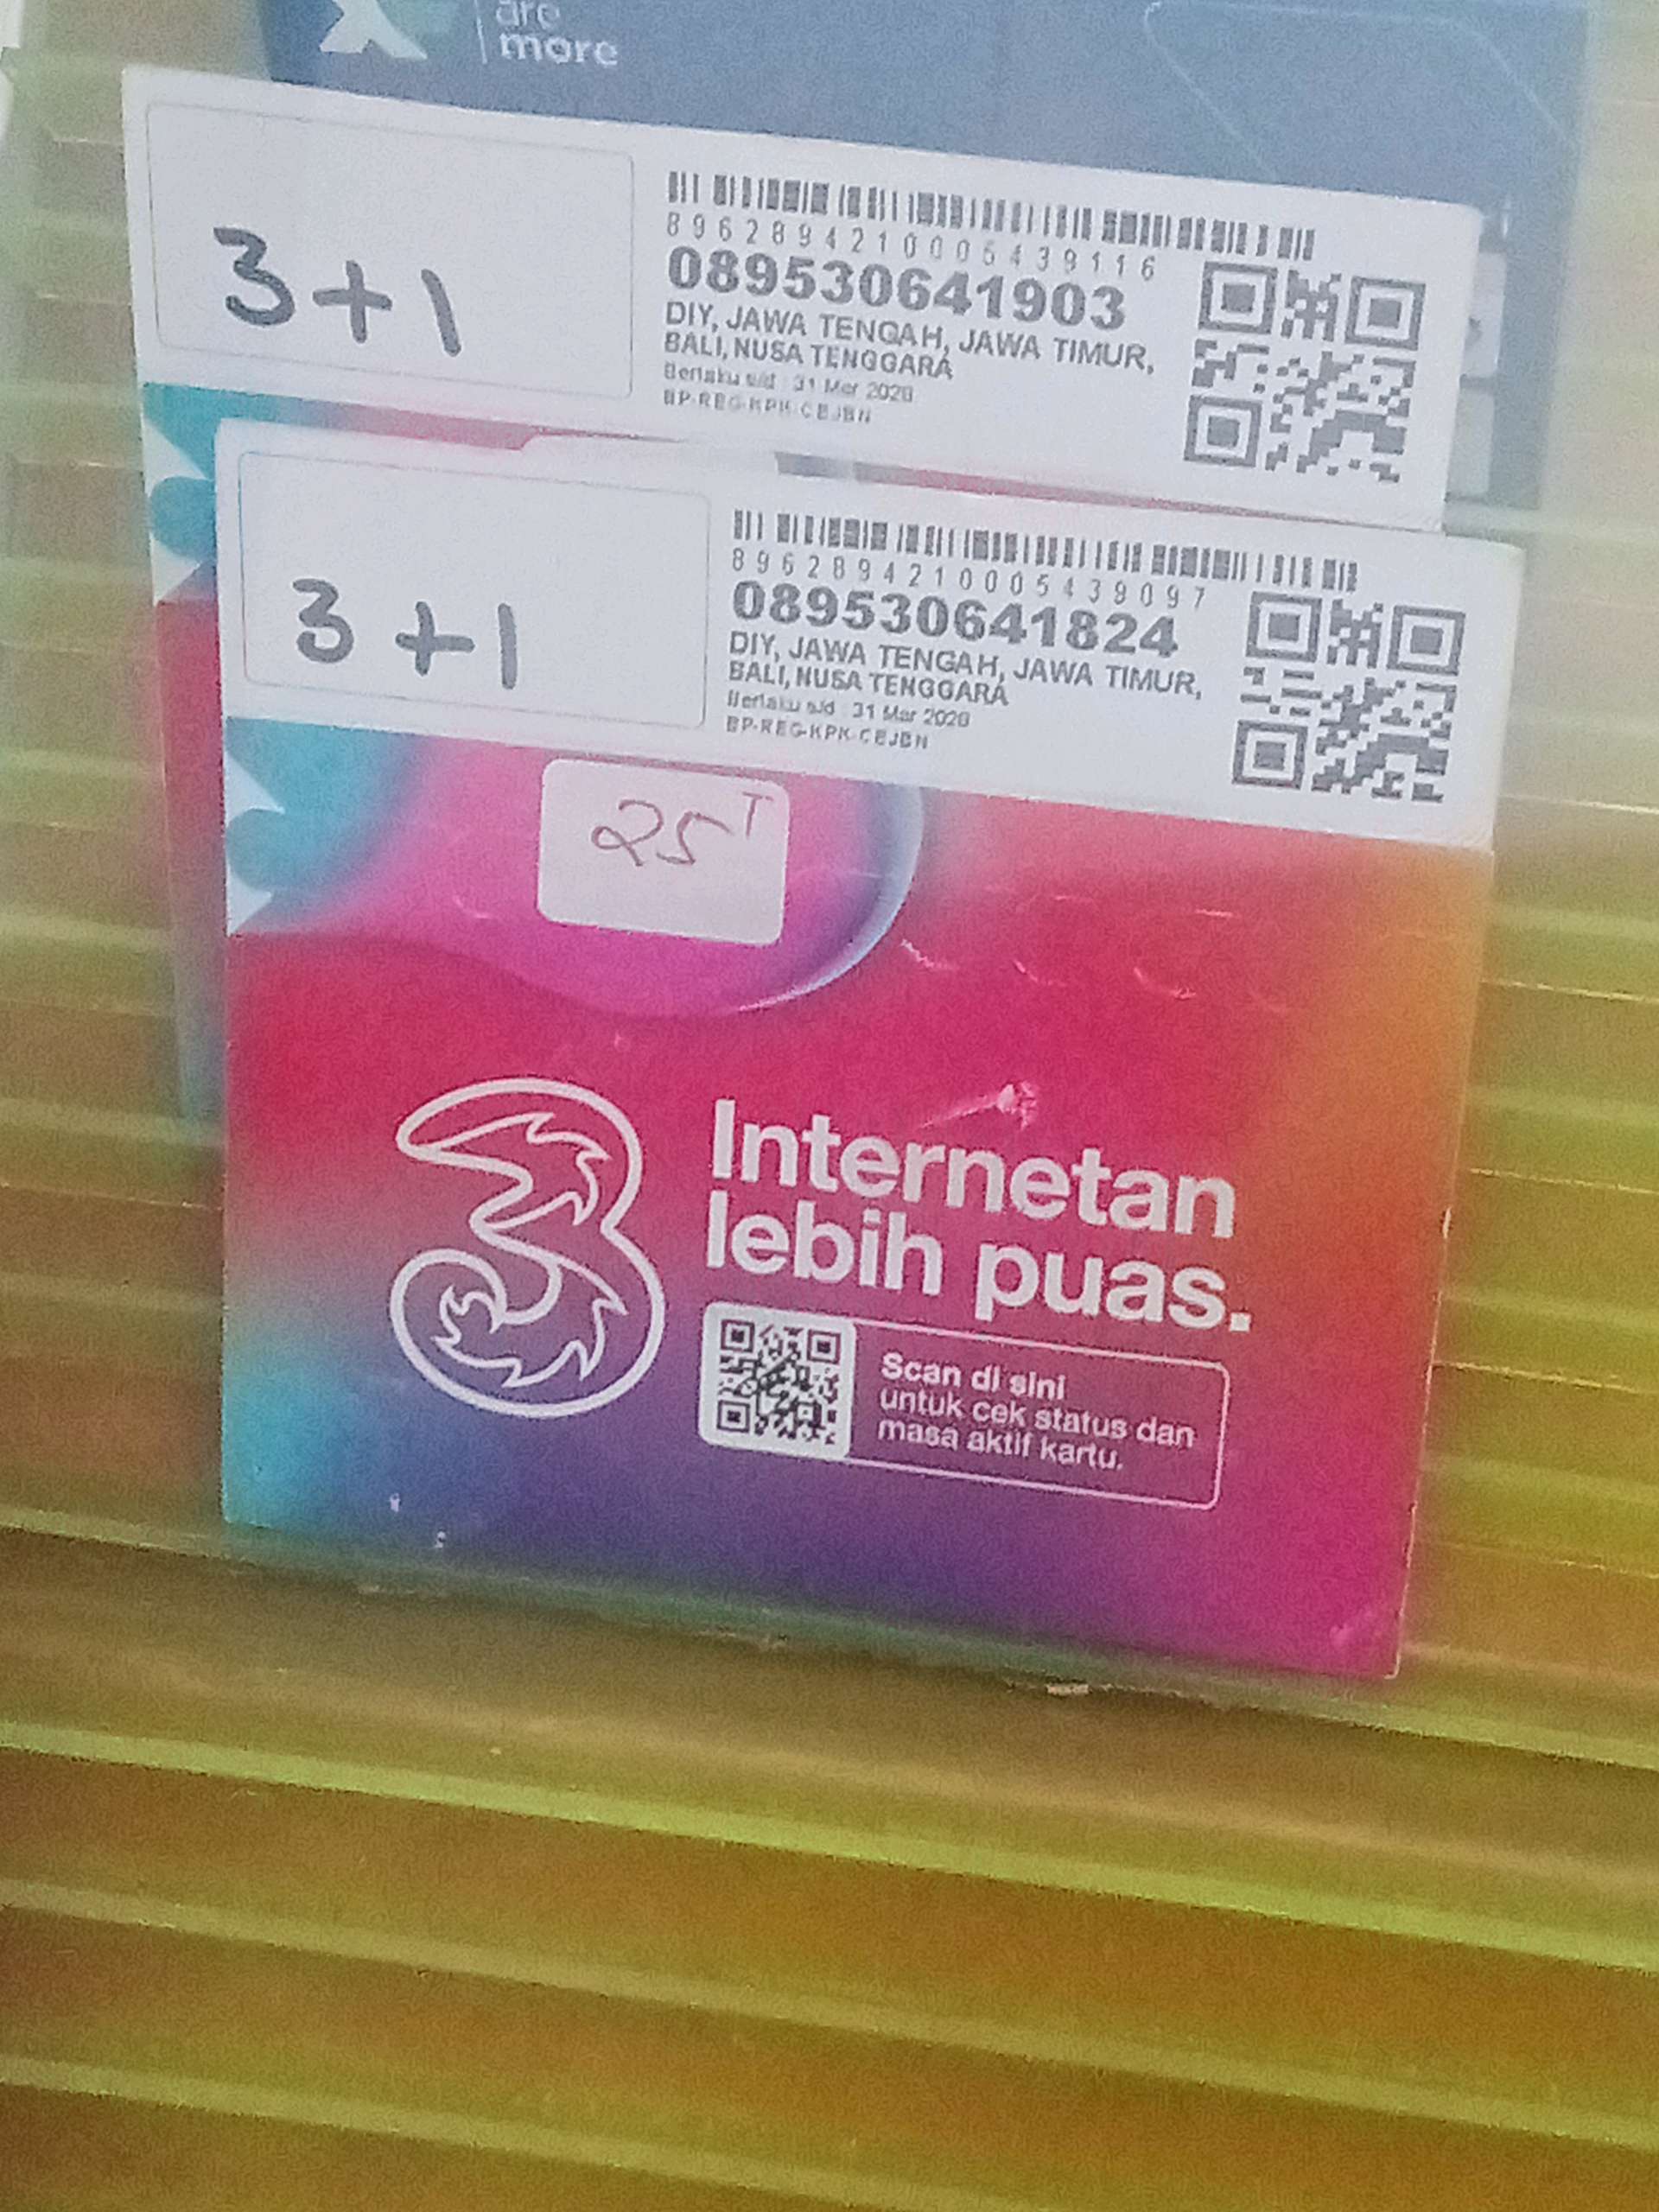 are
more
3+1
8962894210005439116
089530641903
DIY, JAWA TENGAH, JAWA TIMUR,
BALI, NUSA TENGGARA
Berlaku s/d : 31 Mar
BP-REG-KPK-CEJBN
3+1
8962894210005439097
089530641824
DIY, JAWA TENGAH, JAWA TIMUR,
BALI, NUSA TENGGARA
Berlaku s/d : 31 Mar
BP-REG-KPK-CEJBN
25T
3
Internetan
lebih puas.
Scan di sini
untuk cek status dan
masa aktif kartu.